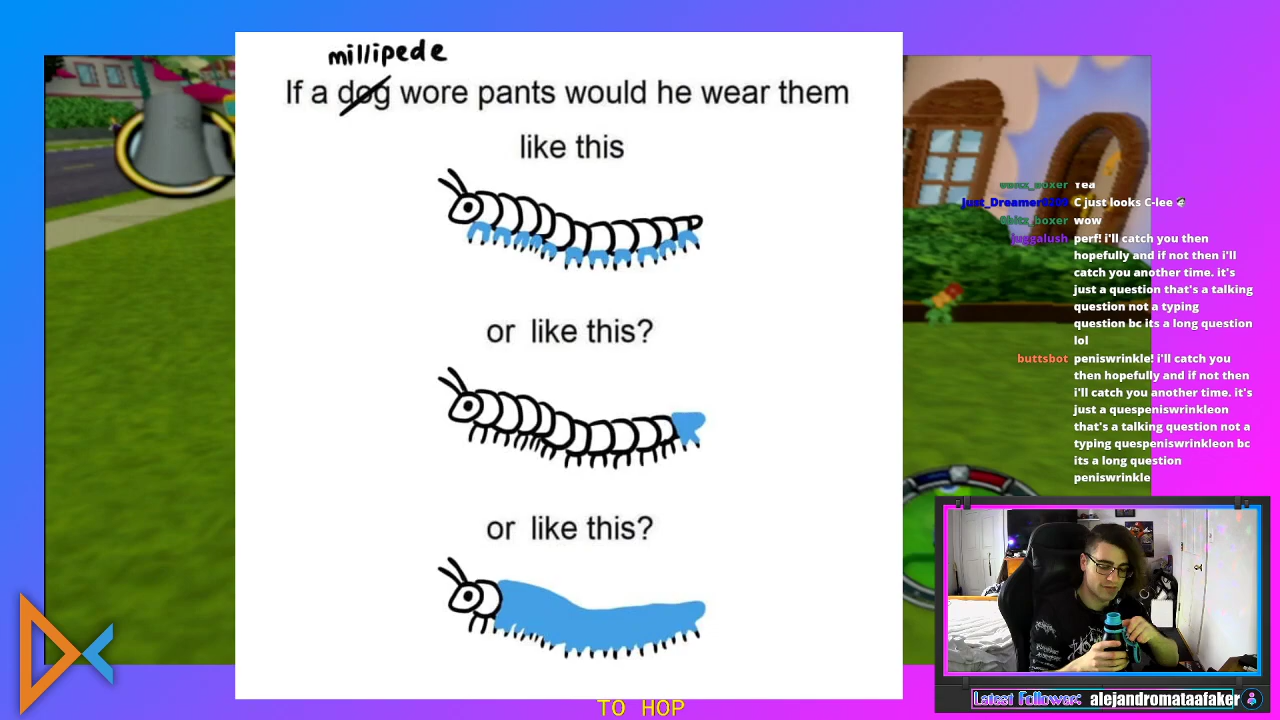 millipede
If a dog wore pants would he wear them
like this
or like this?
or like this?
Yea
Just_Dreamer0208 C just looks C-lee
8bitz_boxer wow
juggalush perf! i'll catch you then
hopefully and if not then i'll
catch you another time. it's
just a question that's a talking
question not a typing
question bc its a long question
lol
buttsbot peniswrinkle! i'll catch you
then hopefully and if not then
i'll catch you another time. it's
just a quespeniswrinkleon
that's a talking question not a
typing quespeniswrinkleon bc
its a long question
peniswrinkle
Latest Follower: alejandromataafaker
TO HOP